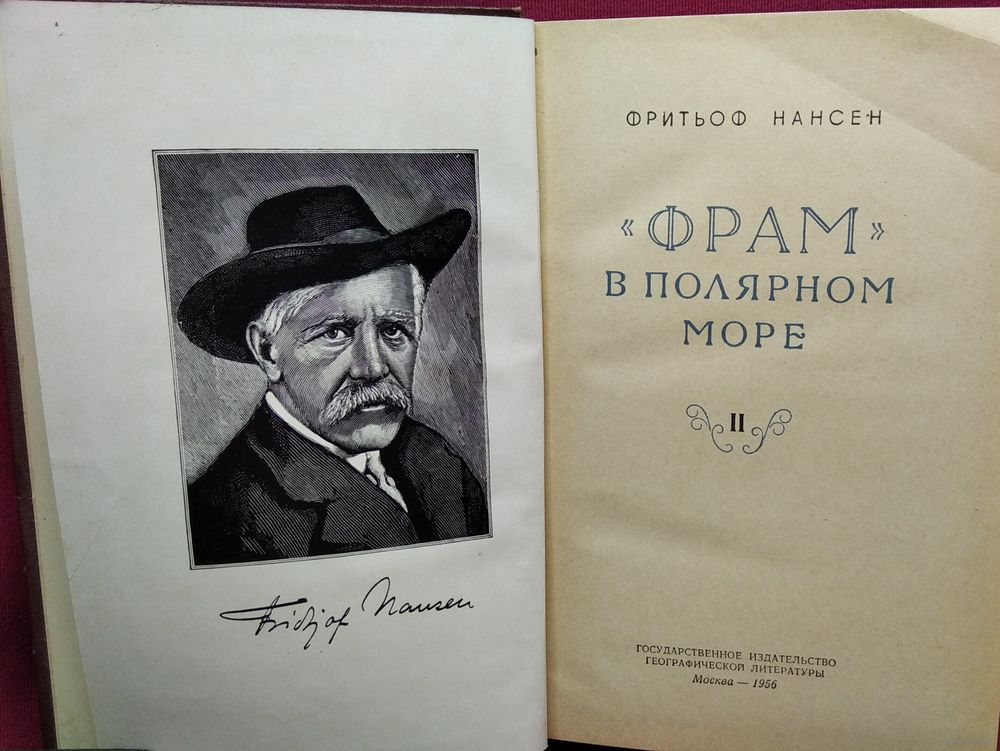 Fridtjof Nansen
ФРИТЬОФ НАНСЕН
«ФРАМ»
В ПОЛЯРНОМ
МОРЕ
II
ГОСУДАРСТВЕННОЕ ИЗДАТЕЛЬСТВО
ГЕОГРАФИЧЕСКОЙ ЛИТЕРАТУРЫ
Москва — 1956